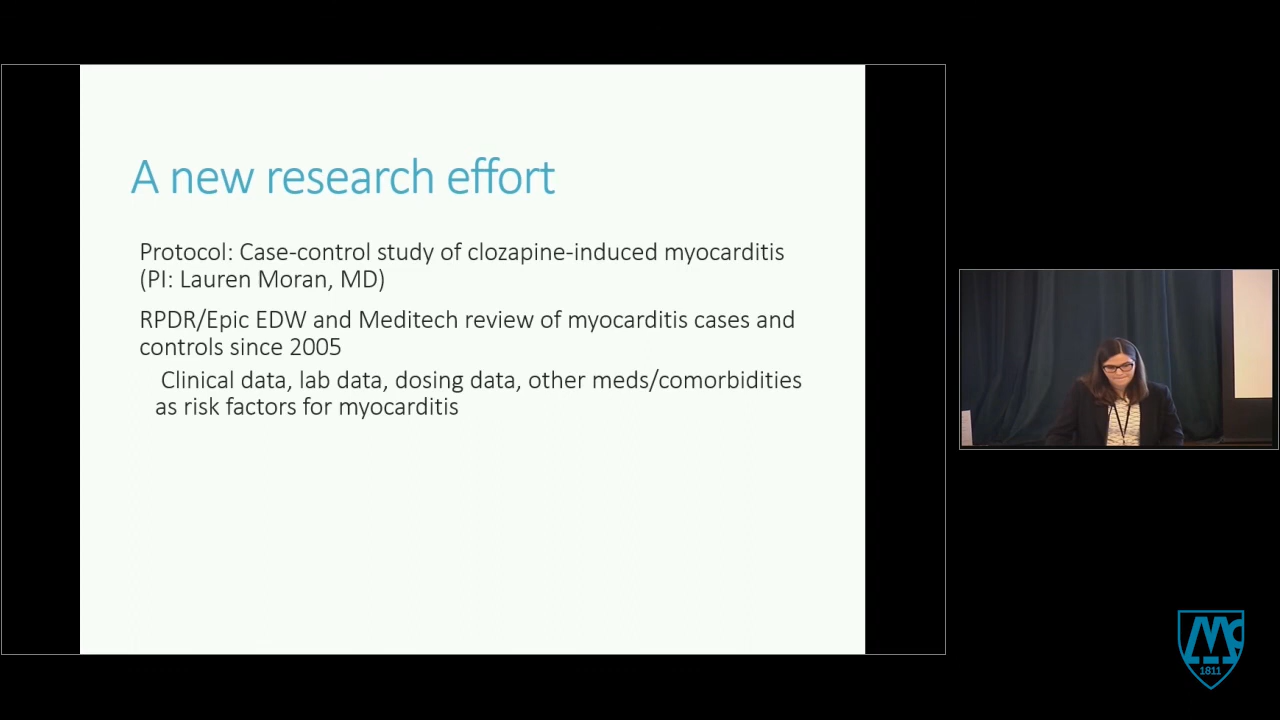 A new research effort
Protocol: Case-control study of clozapine-induced myocarditis
(PI: Lauren Moran, MD)
RPDR/Epic EDW and Meditech review of myocarditis cases and
controls since 2005
Clinical data, lab data, dosing data, other meds/comorbidities
as risk factors for myocarditis
Mc
1811